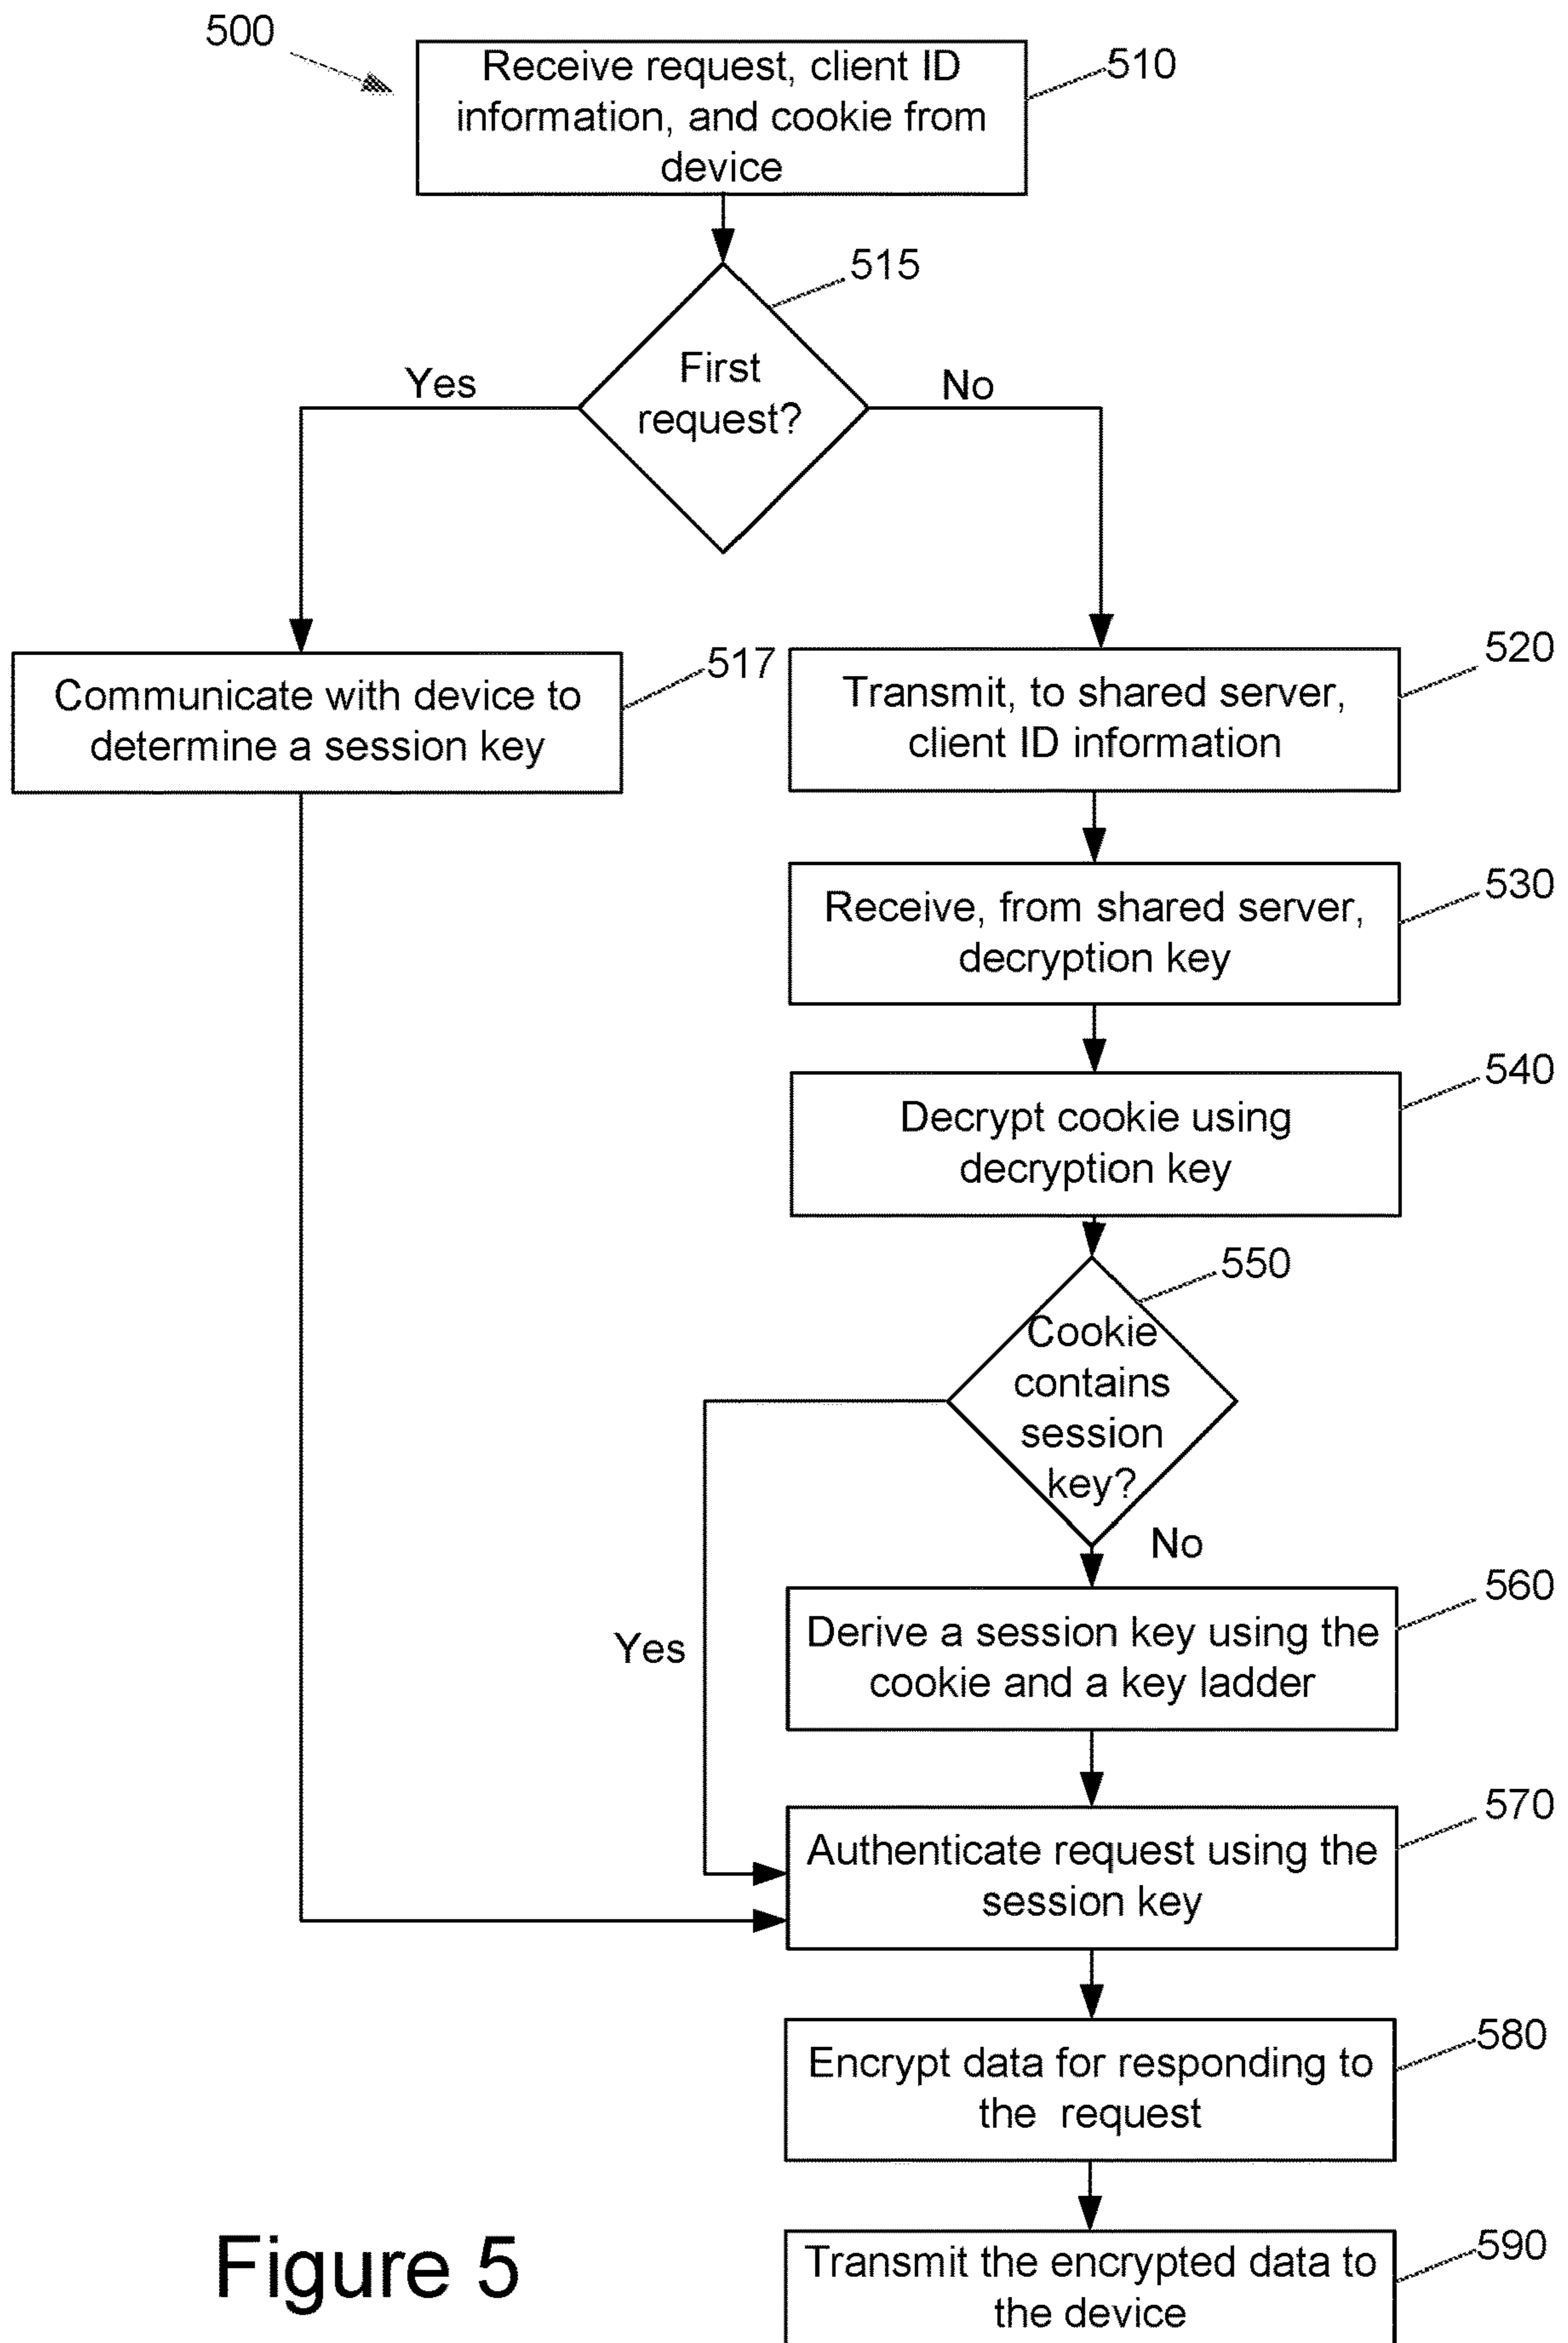 500
Receive request, client ID
information, and cookie from
device
510
515
First
request?
Yes
No
Communicate with device to
determine a session key
517
Transmit, to shared server,
client ID information
520
Receive, from shared server,
decryption key
530
Decrypt cookie using
decryption key
540
550
Cookie
contains
session
key?
No
Yes
Derive a session key using the
cookie and a key ladder
560
Authenticate request using the
session key
570
Encrypt data for responding to
the request
580
Transmit the encrypted data to
the device
590
Figure 5